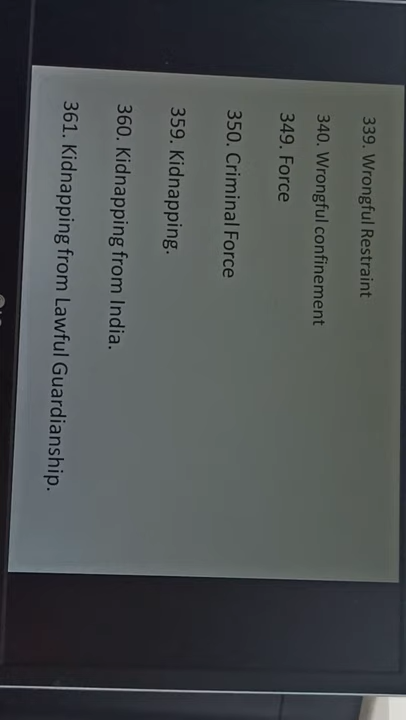 339. Wrongful Restraint
340. Wrongful confinement
349. Force
350. Criminal Force
359. Kidnapping.
360. Kidnapping from India.
361. Kidnapping from Lawful Guardianship.